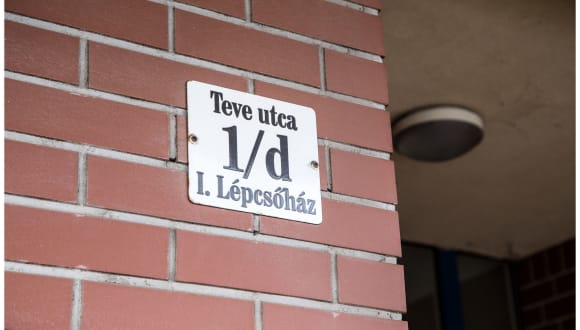 Teve utca
1/d
I. Lépcsőház